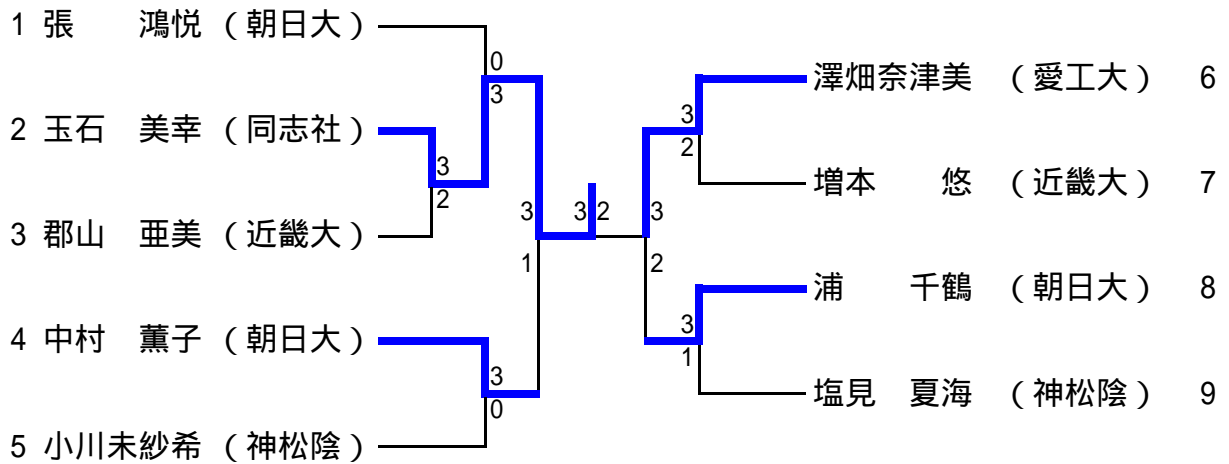 1 張　鴻悦 （朝日大）
0
3
2 玉石　美幸 （同志社）
3
2
3 郡山　亜美 （近畿大）
3
1
4 中村　薫子 （朝日大）
3
0
5 小川未紗希 （神松陰）
3 2
澤畑奈津美 （愛工大） 6
3
2
増本　悠 （近畿大） 7
3
2
浦　千鶴 （朝日大） 8
3
1
塩見　夏海 （神松陰） 9